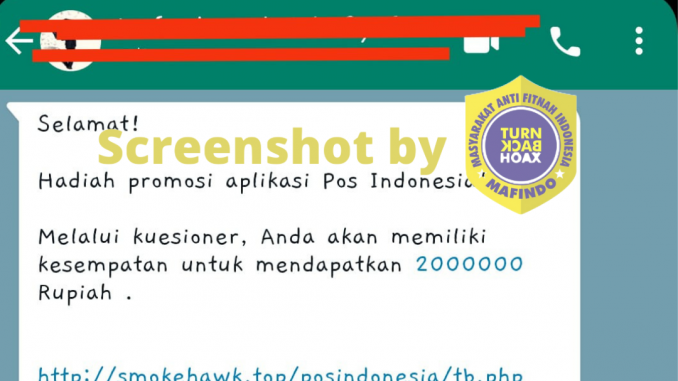 Selamat!
Screenshot by
MASYARAKAT ANTI FITNAH INDONESIA
TURN
BACK
HOAX
MAFINDO
Hadiah promosi aplikasi Pos Indonesia
Melalui kuesioner, Anda akan memiliki
kesempatan untuk mendapatkan 2000000
Rupiah .
http://smokehawk.top/posindonesia/tb.php